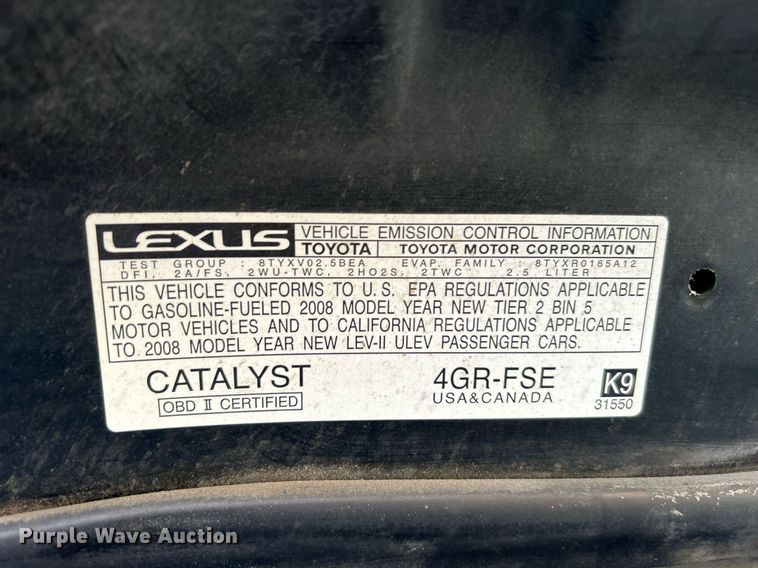 LEXUS VEHICLE EMISSION CONTROL INFORMATION
TOYOTA TOYOTA MOTOR CORPORATION
TEST GROUP : 8TYXV02.5BEA EVAP. FAMILY : 8TYXR0165A12
DFI, 2A/FS, 2WU-TWC, 2HO2S, 2TWC 2.5 LITER
THIS VEHICLE CONFORMS TO U.S. EPA REGULATIONS APPLICABLE
TO GASOLINE-FUELED 2008 MODEL YEAR NEW TIER 2 BIN 5
MOTOR VEHICLES AND TO CALIFORNIA REGULATIONS APPLICABLE
TO 2008 MODEL YEAR NEW LEV-II ULEV PASSENGER CARS.
CATALYST 4GR-FSE K9
OBD II CERTIFIED USA&CANADA 31550
Purple Wave Auction